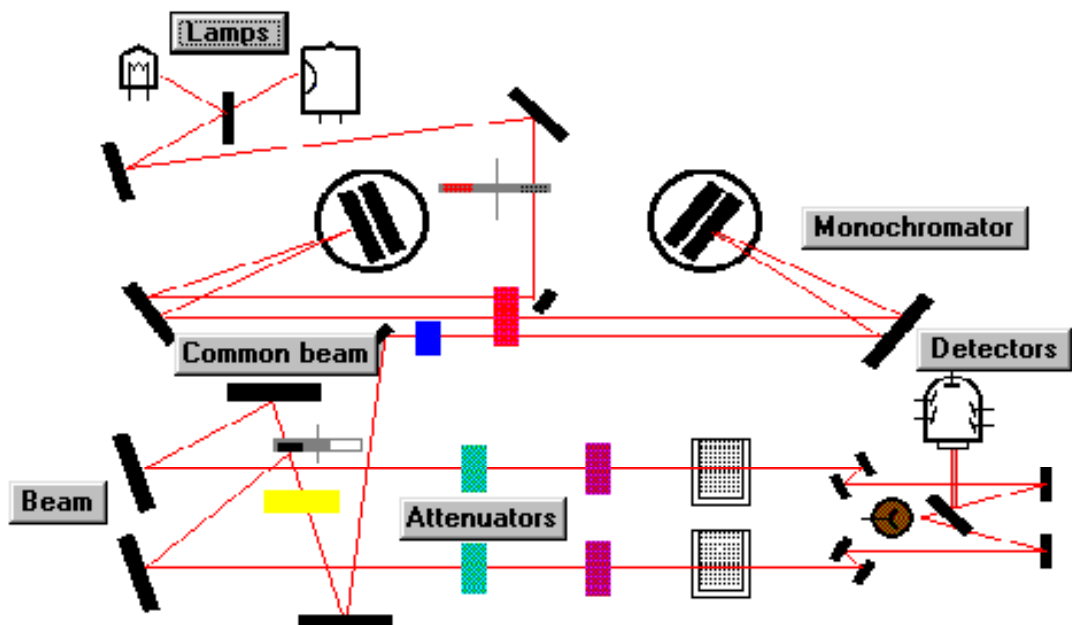 Lamps
Monochromator
Common beam
Detectors
Beam
Attenuators